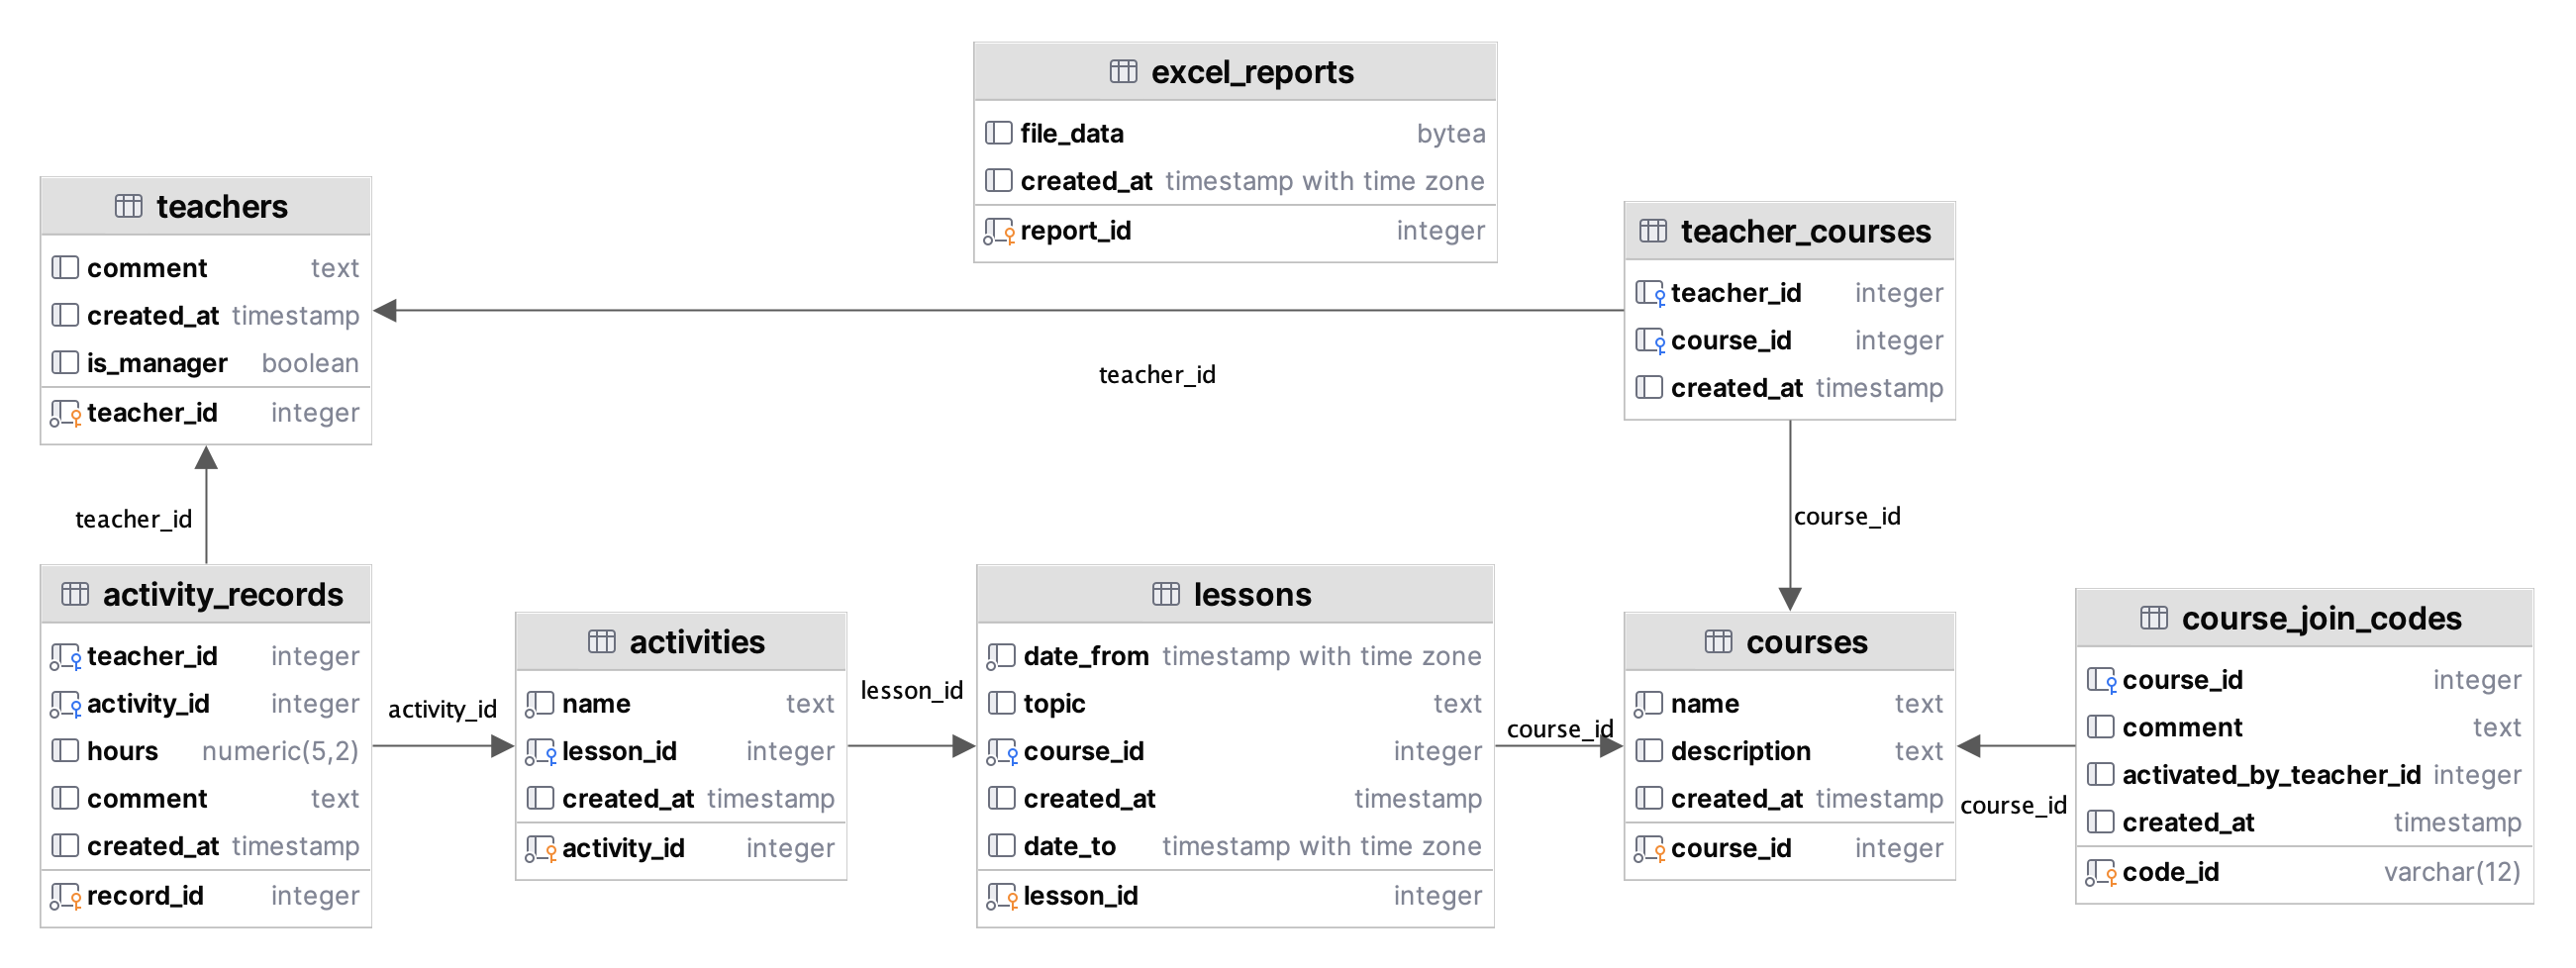 excel_reports
file_data bytea
created_at timestamp with time zone
report_id integer
teachers
comment text
created_at timestamp
is_manager boolean
teacher_id integer
teacher_courses
teacher_id integer
course_id integer
created_at timestamp
teacher_id
teacher_id
course_id
activity_records
teacher_id integer
activity_id integer
hours numeric(5,2)
comment text
created_at timestamp
record_id integer
activity_id
activities
name text
lesson_id integer
created_at timestamp
activity_id integer
lesson_id
lessons
date_from timestamp with time zone
topic text
course_id integer
created_at timestamp
date_to timestamp with time zone
lesson_id integer
course_id
courses
name text
description text
created_at timestamp
course_id integer
course_id
course_join_codes
course_id integer
comment text
activated_by_teacher_id integer
created_at timestamp
code_id varchar(12)